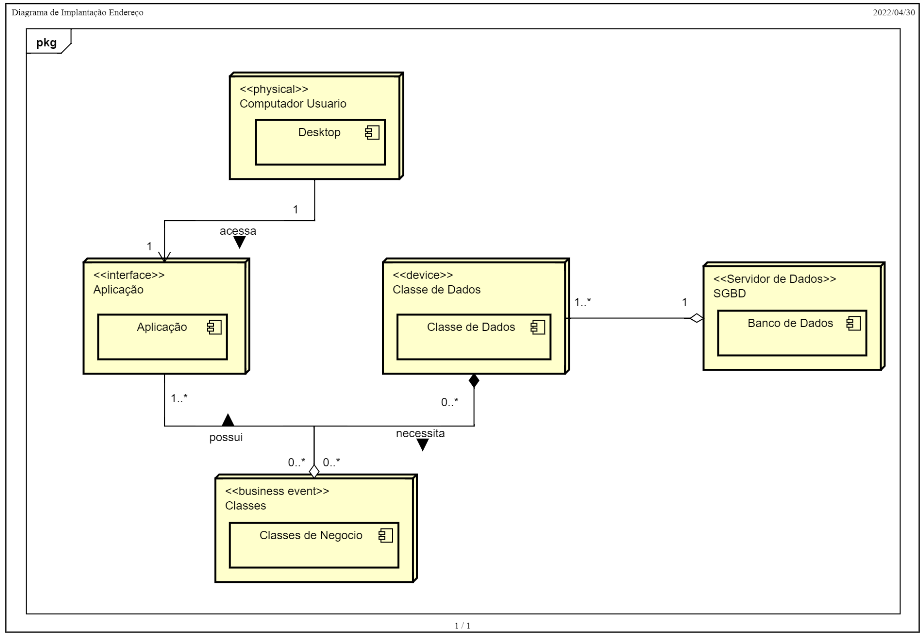 Diagrama de Implantação Endereço
2022/04/30
pkg
<<physical>>
Computador Usuario
Desktop
1
acessa
1
<<interface>>
Aplicação
Aplicação
<<device>>
Classe de Dados
Classe de Dados
1..*
1
<<Servidor de Dados>>
SGBD
Banco de Dados
1..*
possui
0..*
necessita
0..*
0..*
<<business event>>
Classes
Classes de Negocio
1 / 1